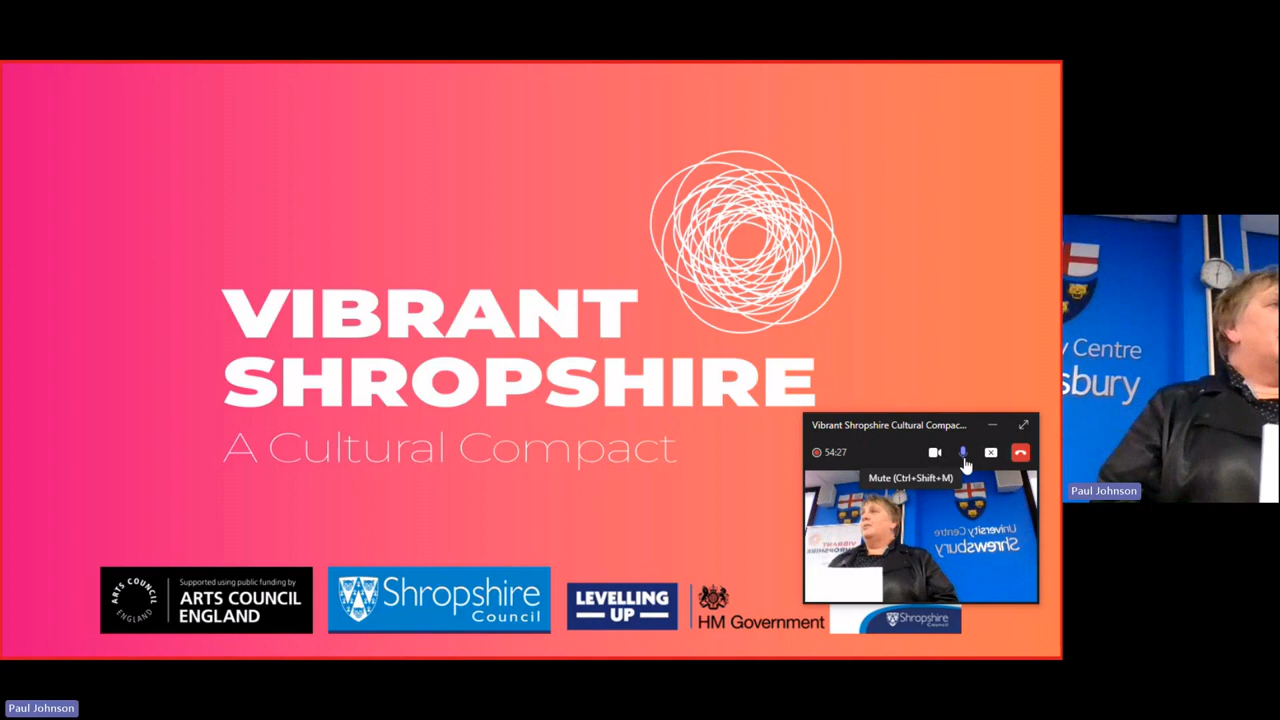 VIBRANT
SHROPSHIRE
A Cultural Compact
Vibrant Shropshire Cultural Compac...
54:27
Mute (Ctrl+Shift+M)
University Centre
Shrewsbury
VIBRANT
SHROPSHIRE
y Centre
sbury
Paul Johnson
ARTS COUNCIL
ENGLAND
Supported using public funding by
ARTS COUNCIL
ENGLAND
Shropshire
Council
LEVELLING
UP
HM Government
Shropshire
Council
Paul Johnson